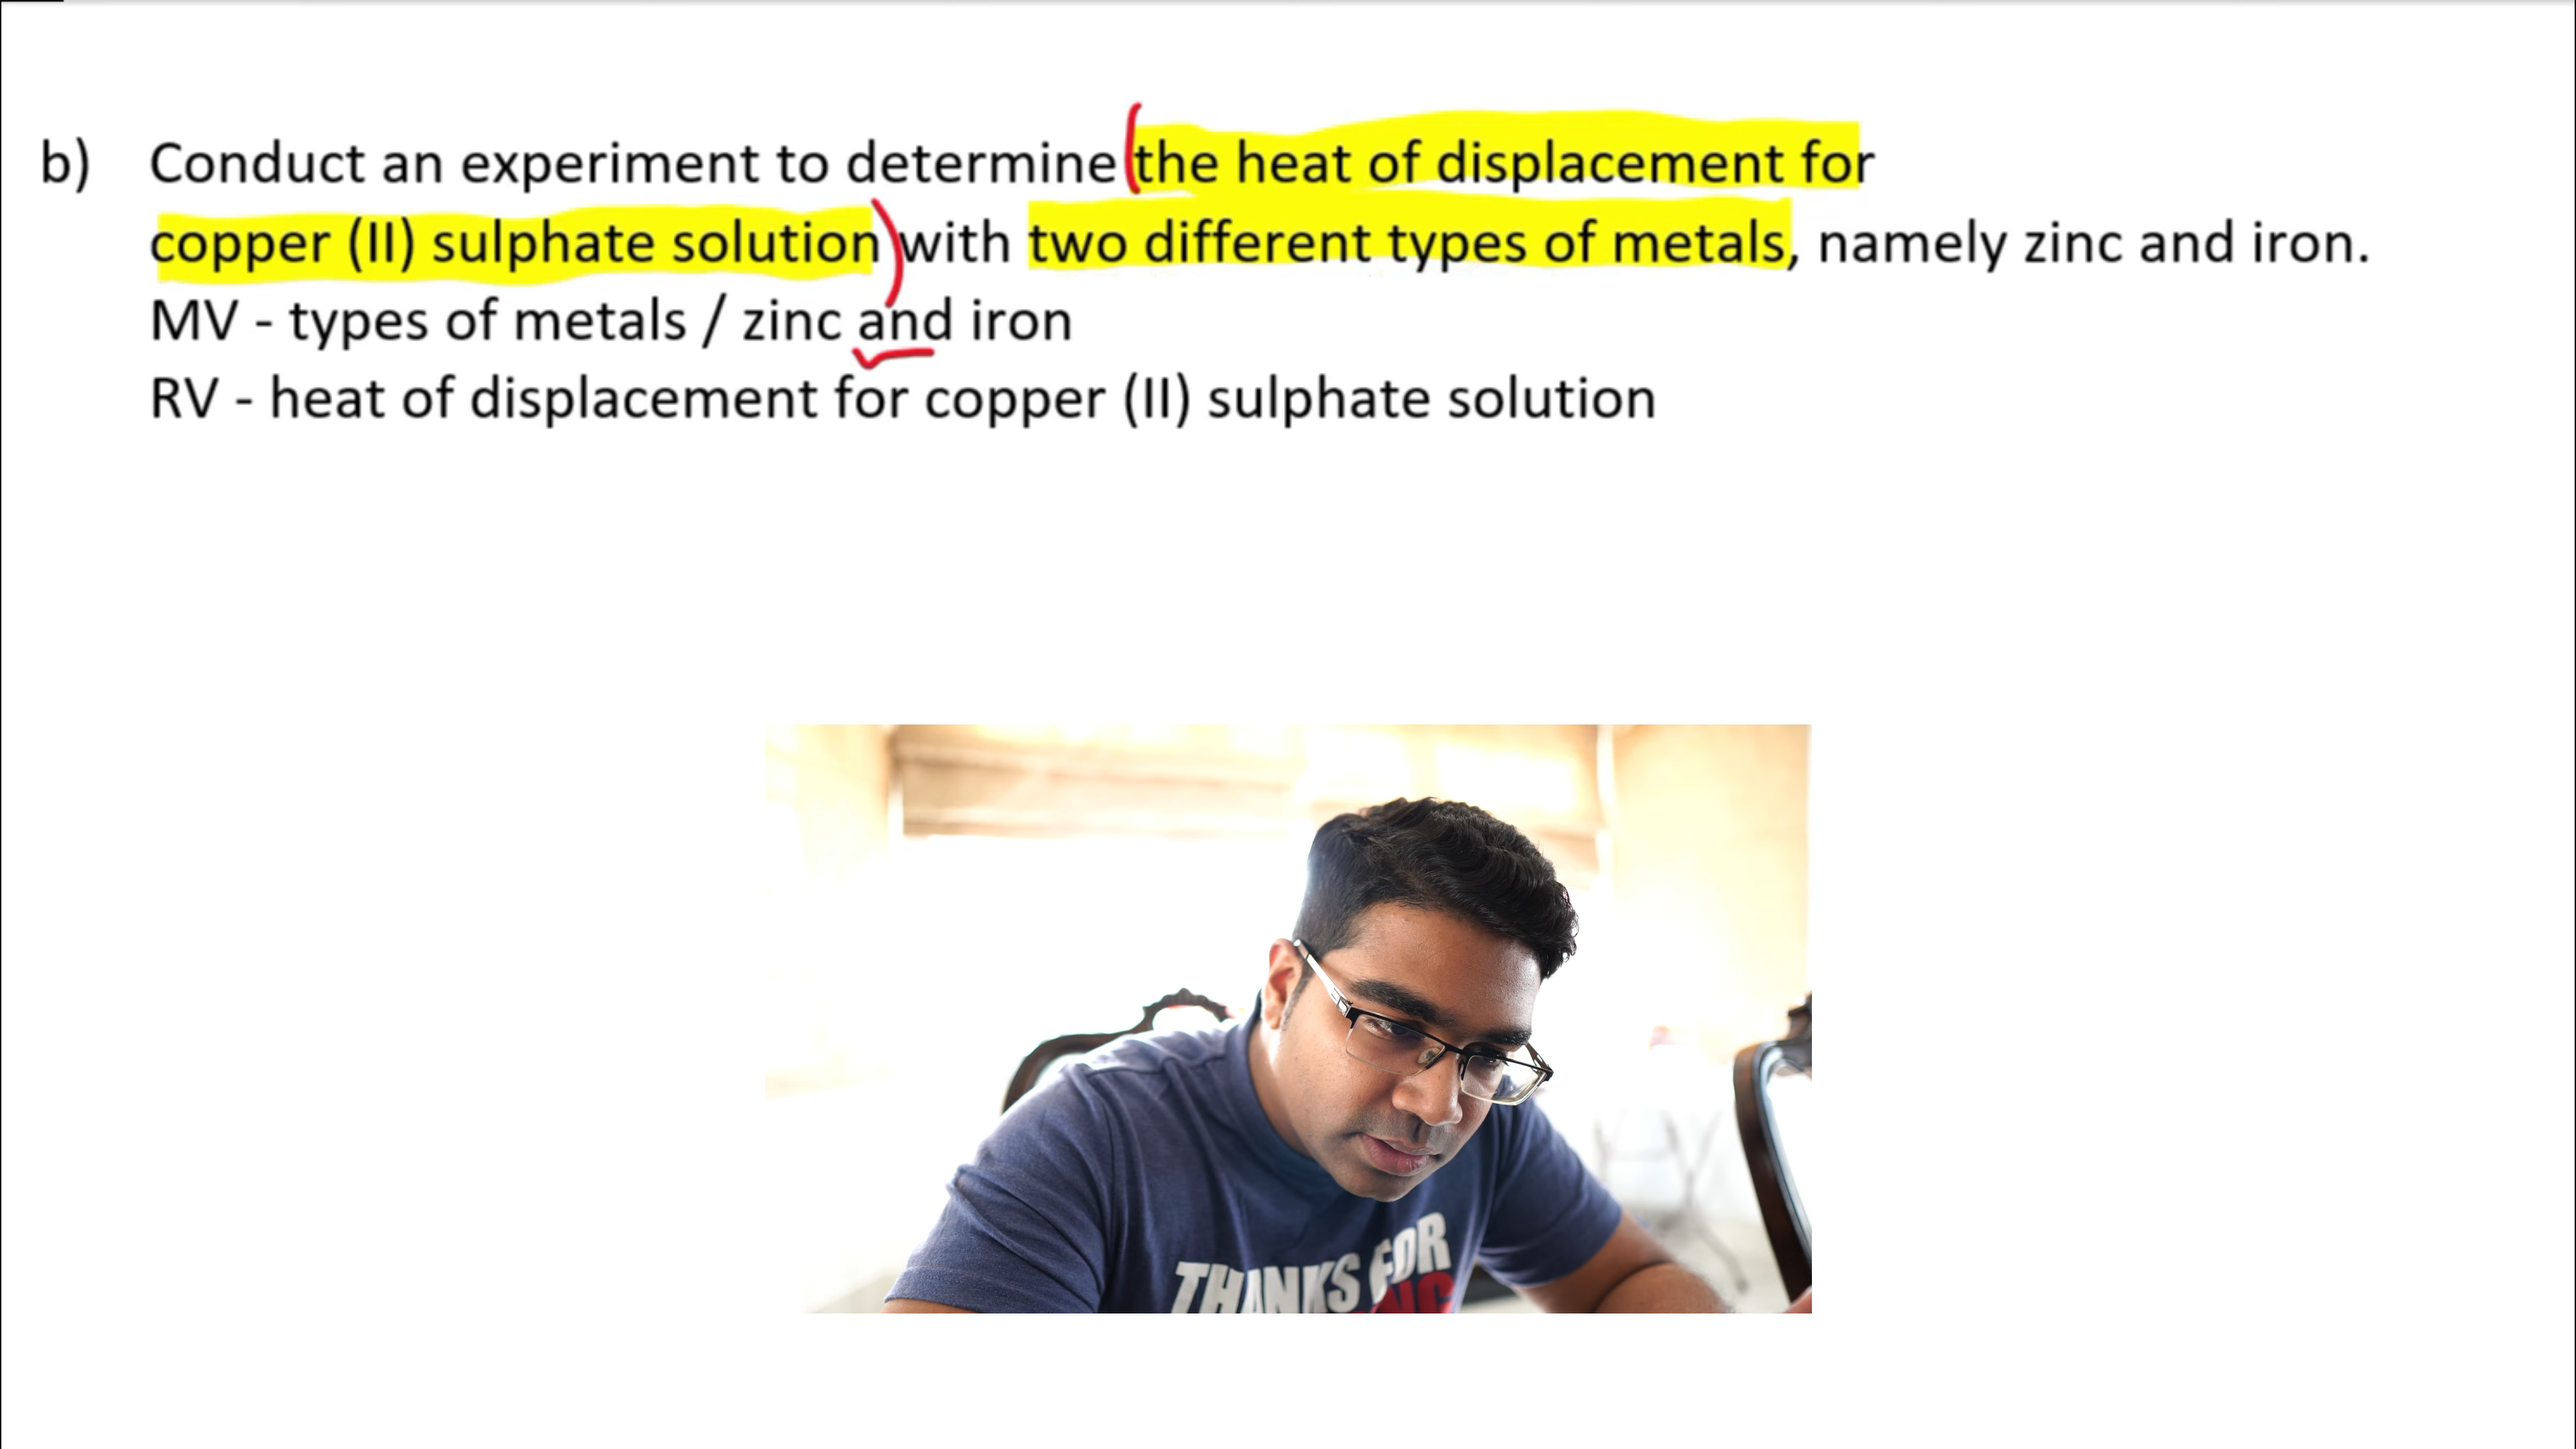 b) Conduct an experiment to determine the heat of displacement for
copper (II) sulphate solution with two different types of metals, namely zinc and iron.
MV - types of metals / zinc and iron
RV - heat of displacement for copper (II) sulphate solution
THANKS FOR